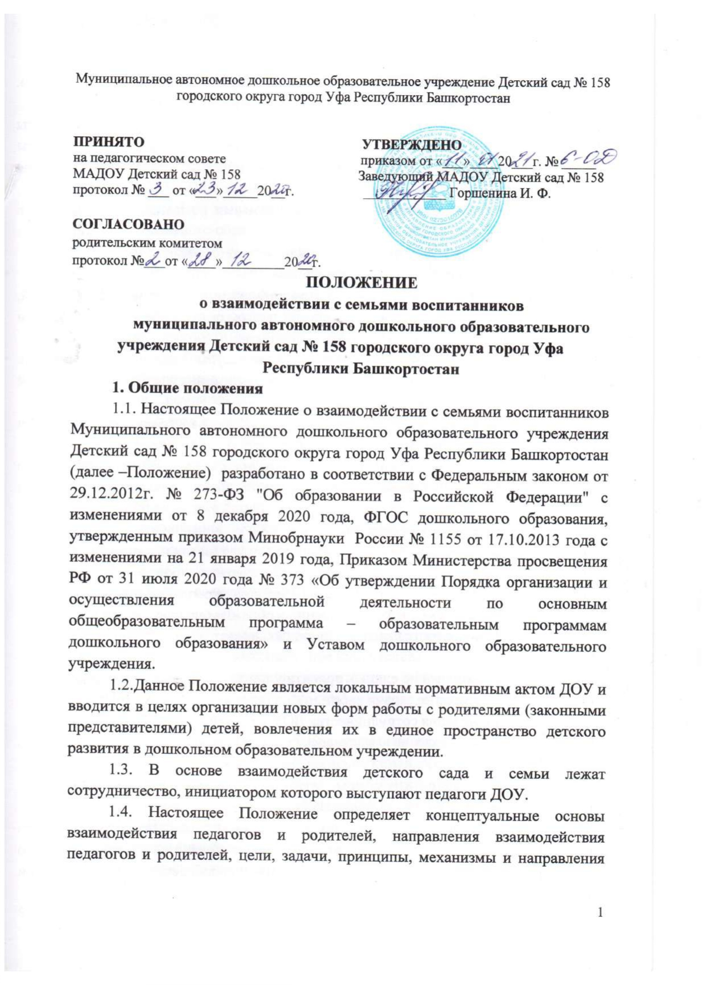 Муниципальное автономное дошкольное образовательное учреждение Детский сад № 158
городского округа город Уфа Республики Башкортостан
ПРИНЯТО
на педагогическом совете
МАДОУ Детский сад № 158
протокол № 3 от «23» 12 2020г.
УТВЕРЖДЕНО
приказом от «11» 01 2021г. № 6-ОД
Заведующий МАДОУ Детский сад № 158
Горшенина И. Ф.
СОГЛАСОВАНО
родительским комитетом
протокол № 2 от «28» 12 2020г.
ПОЛОЖЕНИЕ
о взаимодействии с семьями воспитанников
муниципального автономного дошкольного образовательного
учреждения Детский сад № 158 городского округа город Уфа
Республики Башкортостан
1. Общие положения
1.1. Настоящее Положение о взаимодействии с семьями воспитанников
Муниципального автономного дошкольного образовательного учреждения
Детский сад № 158 городского округа город Уфа Республики Башкортостан
(далее –Положение) разработано в соответствии с Федеральным законом от
29.12.2012г. № 273-ФЗ "Об образовании в Российской Федерации" с
изменениями от 8 декабря 2020 года, ФГОС дошкольного образования,
утвержденным приказом Минобрнауки России № 1155 от 17.10.2013 года с
изменениями на 21 января 2019 года, Приказом Министерства просвещения
РФ от 31 июля 2020 года № 373 «Об утверждении Порядка организации и
осуществления образовательной деятельности по основным
общеобразовательным программа – образовательным программам
дошкольного образования» и Уставом дошкольного образовательного
учреждения.
1.2.Данное Положение является локальным нормативным актом ДОУ и
вводится в целях организации новых форм работы с родителями (законными
представителями) детей, вовлечения их в единое пространство детского
развития в дошкольном образовательном учреждении.
1.3. В основе взаимодействия детского сада и семьи лежат
сотрудничество, инициатором которого выступают педагоги ДОУ.
1.4. Настоящее Положение определяет концептуальные основы
взаимодействия педагогов и родителей, направления взаимодействия
педагогов и родителей, цели, задачи, принципы, механизмы и направления
1